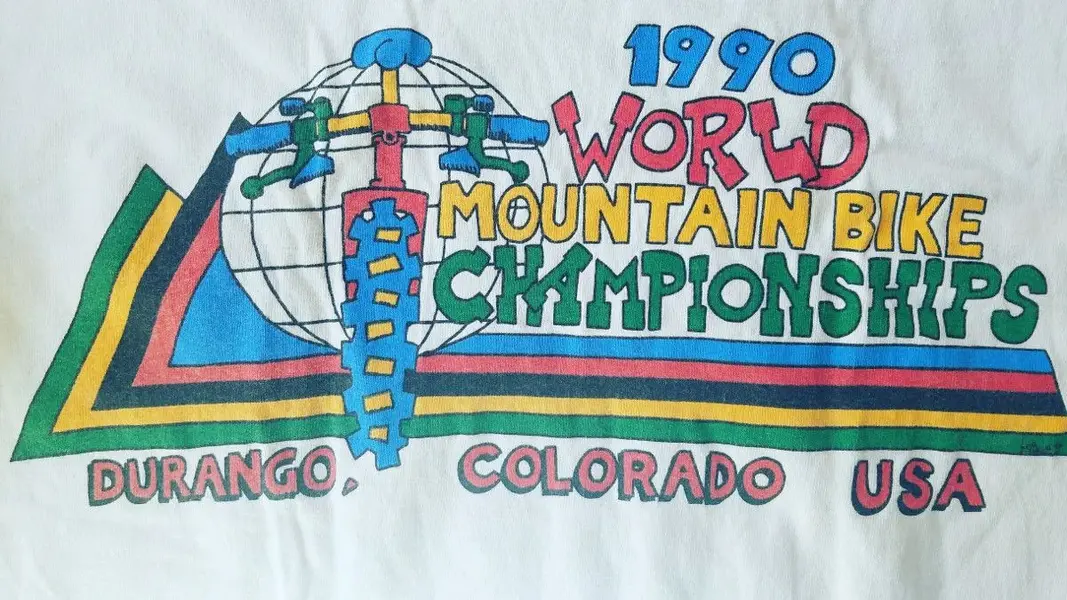 1990
WORLD
MOUNTAIN BIKE
CHAMPIONSHIPS
DURANGO, COLORADO USA